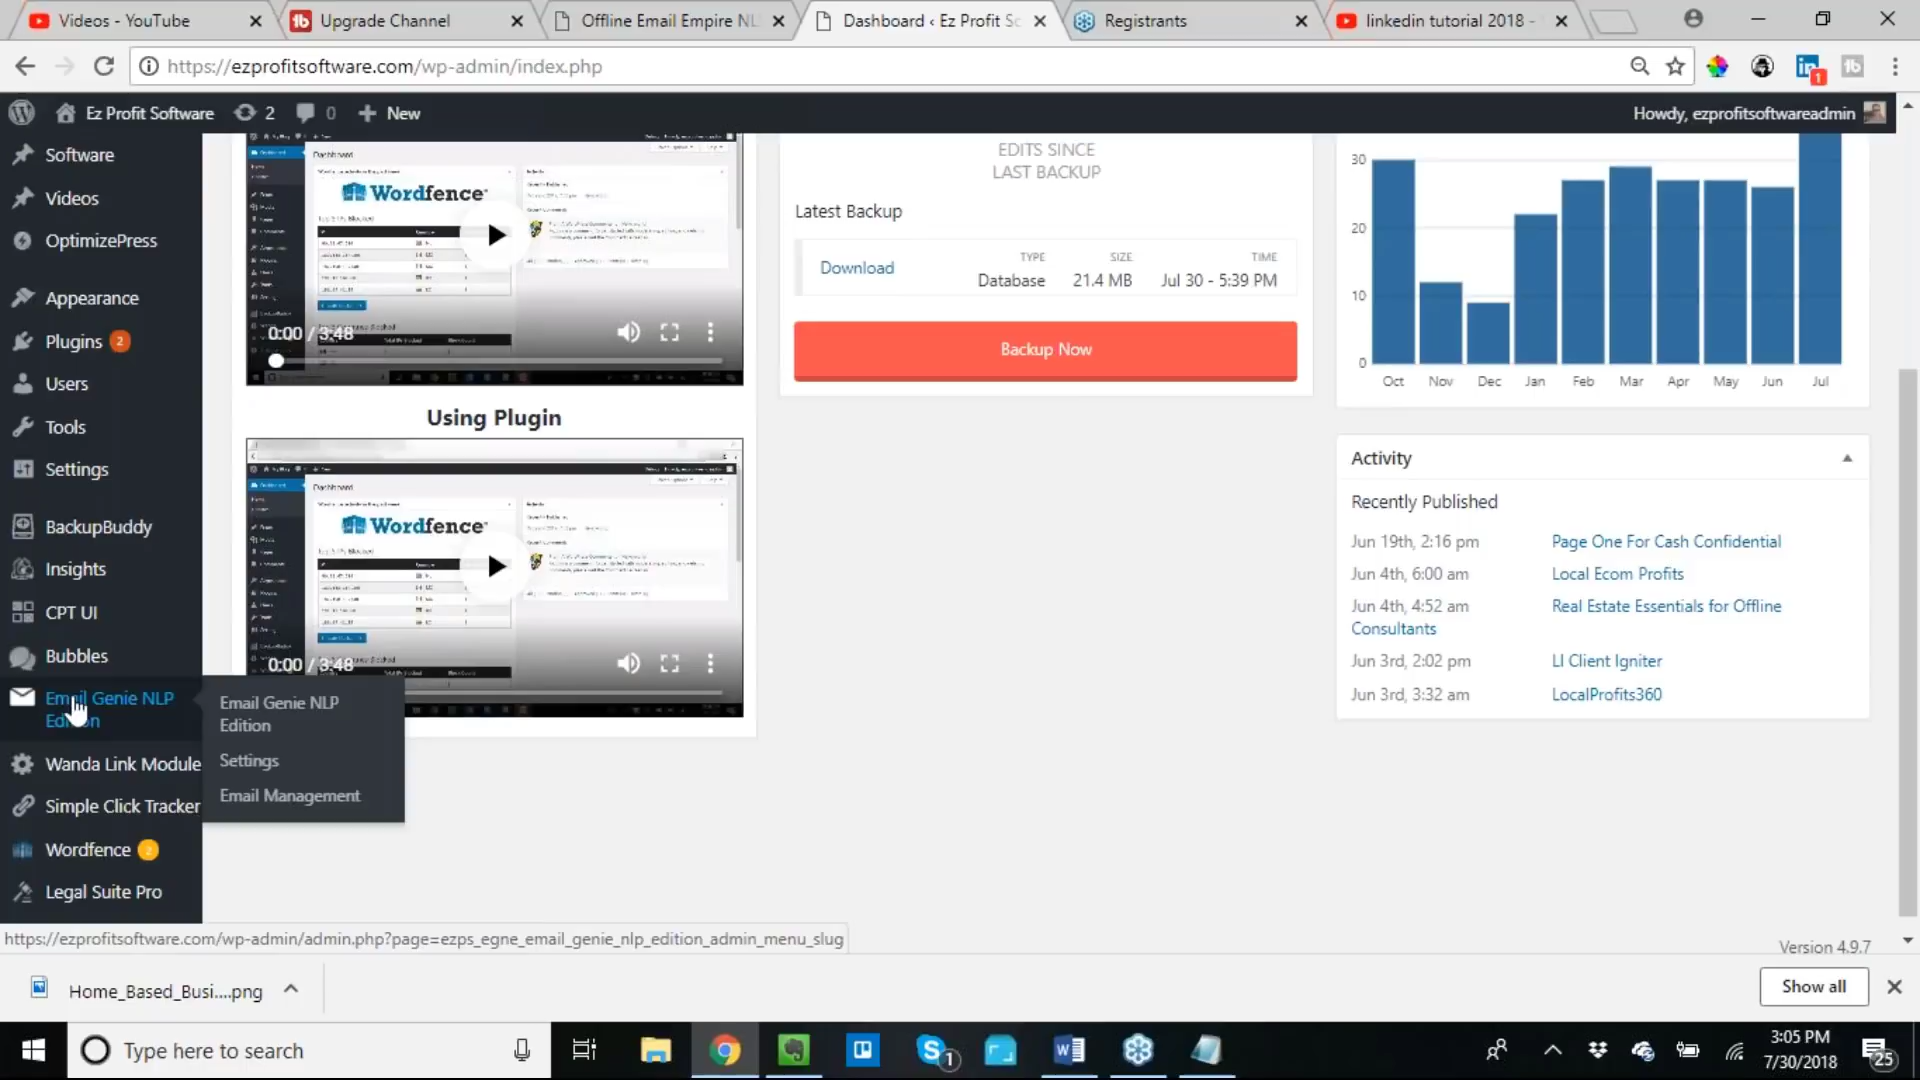 Videos - YouTube
Upgrade Channel
Offline Email Empire NL
Dashboard ‹ Ez Profit So
Registrants
linkedin tutorial 2018 -
https://ezprofitsoftware.com/wp-admin/index.php
1
Ez Profit Software
2
0
New
Howdy, ezprofitsoftwareadmin
Software
Videos
OptimizePress
Appearance
Plugins 2
Users
Tools
Settings
BackupBuddy
Insights
CPT UI
Bubbles
Email Genie NLP
Edition
Wanda Link Module
Simple Click Tracker
Wordfence 2
Legal Suite Pro
Email Genie NLP
Edition
Settings
Email Management
Dashboard
Wordfence
0:00 / 3:48
Using Plugin
Dashboard
Wordfence
0:00 / 3:48
EDITS SINCE
LAST BACKUP
Latest Backup
TYPE SIZE TIME
Download Database 21.4 MB Jul 30 - 5:39 PM
Backup Now
30
20
10
0
Oct Nov Dec Jan Feb Mar Apr May Jun Jul
Activity
Recently Published
Jun 19th, 2:16 pm Page One For Cash Confidential
Jun 4th, 6:00 am Local Ecom Profits
Jun 4th, 4:52 am Real Estate Essentials for Offline
Consultants
Jun 3rd, 2:02 pm LI Client Igniter
Jun 3rd, 3:32 am LocalProfits360
https://ezprofitsoftware.com/wp-admin/admin.php?page=ezps_egne_email_genie_nlp_edition_admin_menu_slug
Version 4.9.7
Home_Based_Busi....png
Show all
Type here to search
1
3:05 PM
7/30/2018
25